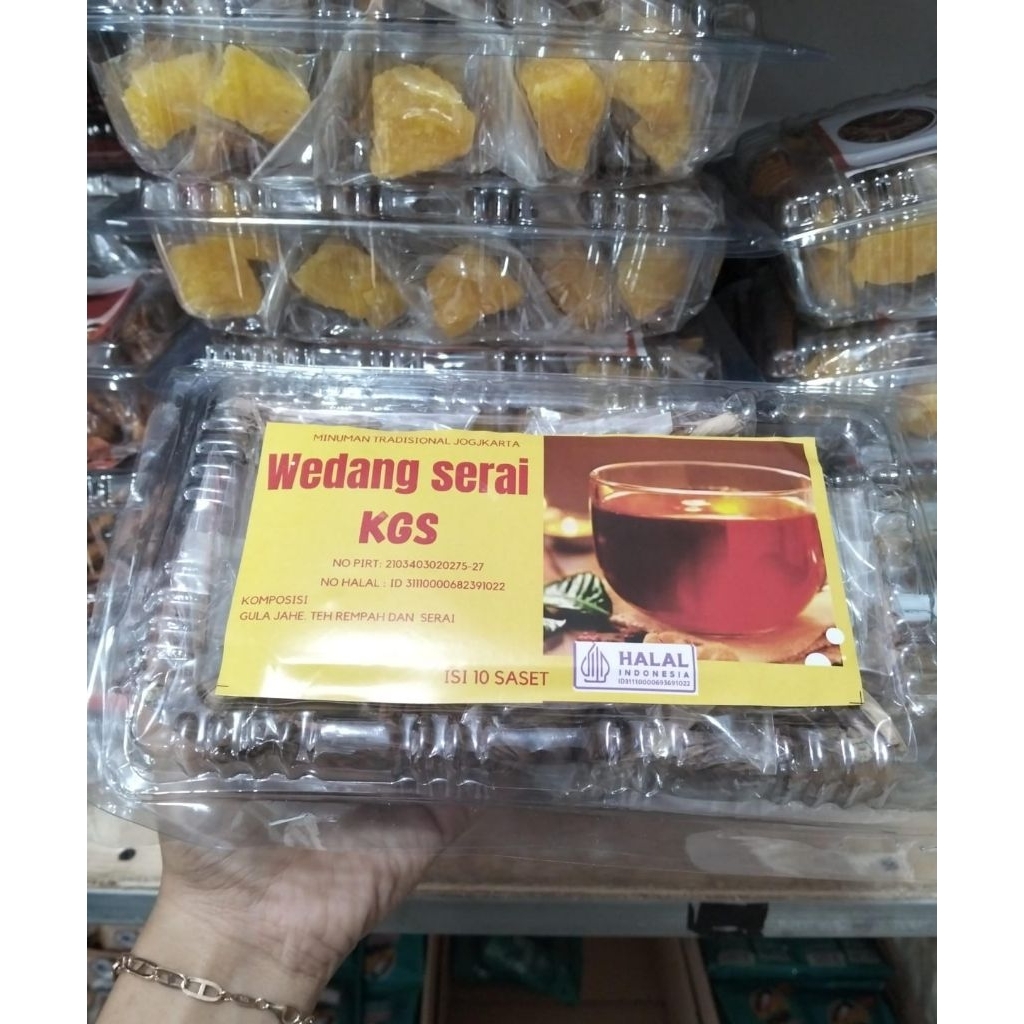 MINUMAN TRADISIONAL JOGJKARTA
Wedang serai
KGS
NO PIRT: 2103403020275-27
NO HALAL : ID 31110000682391022
KOMPOSISI
GULA JAHE. TEH REMPAH DAN SERAI
ISI 10 SASET
HALAL
INDONESIA
ID31110000693691022